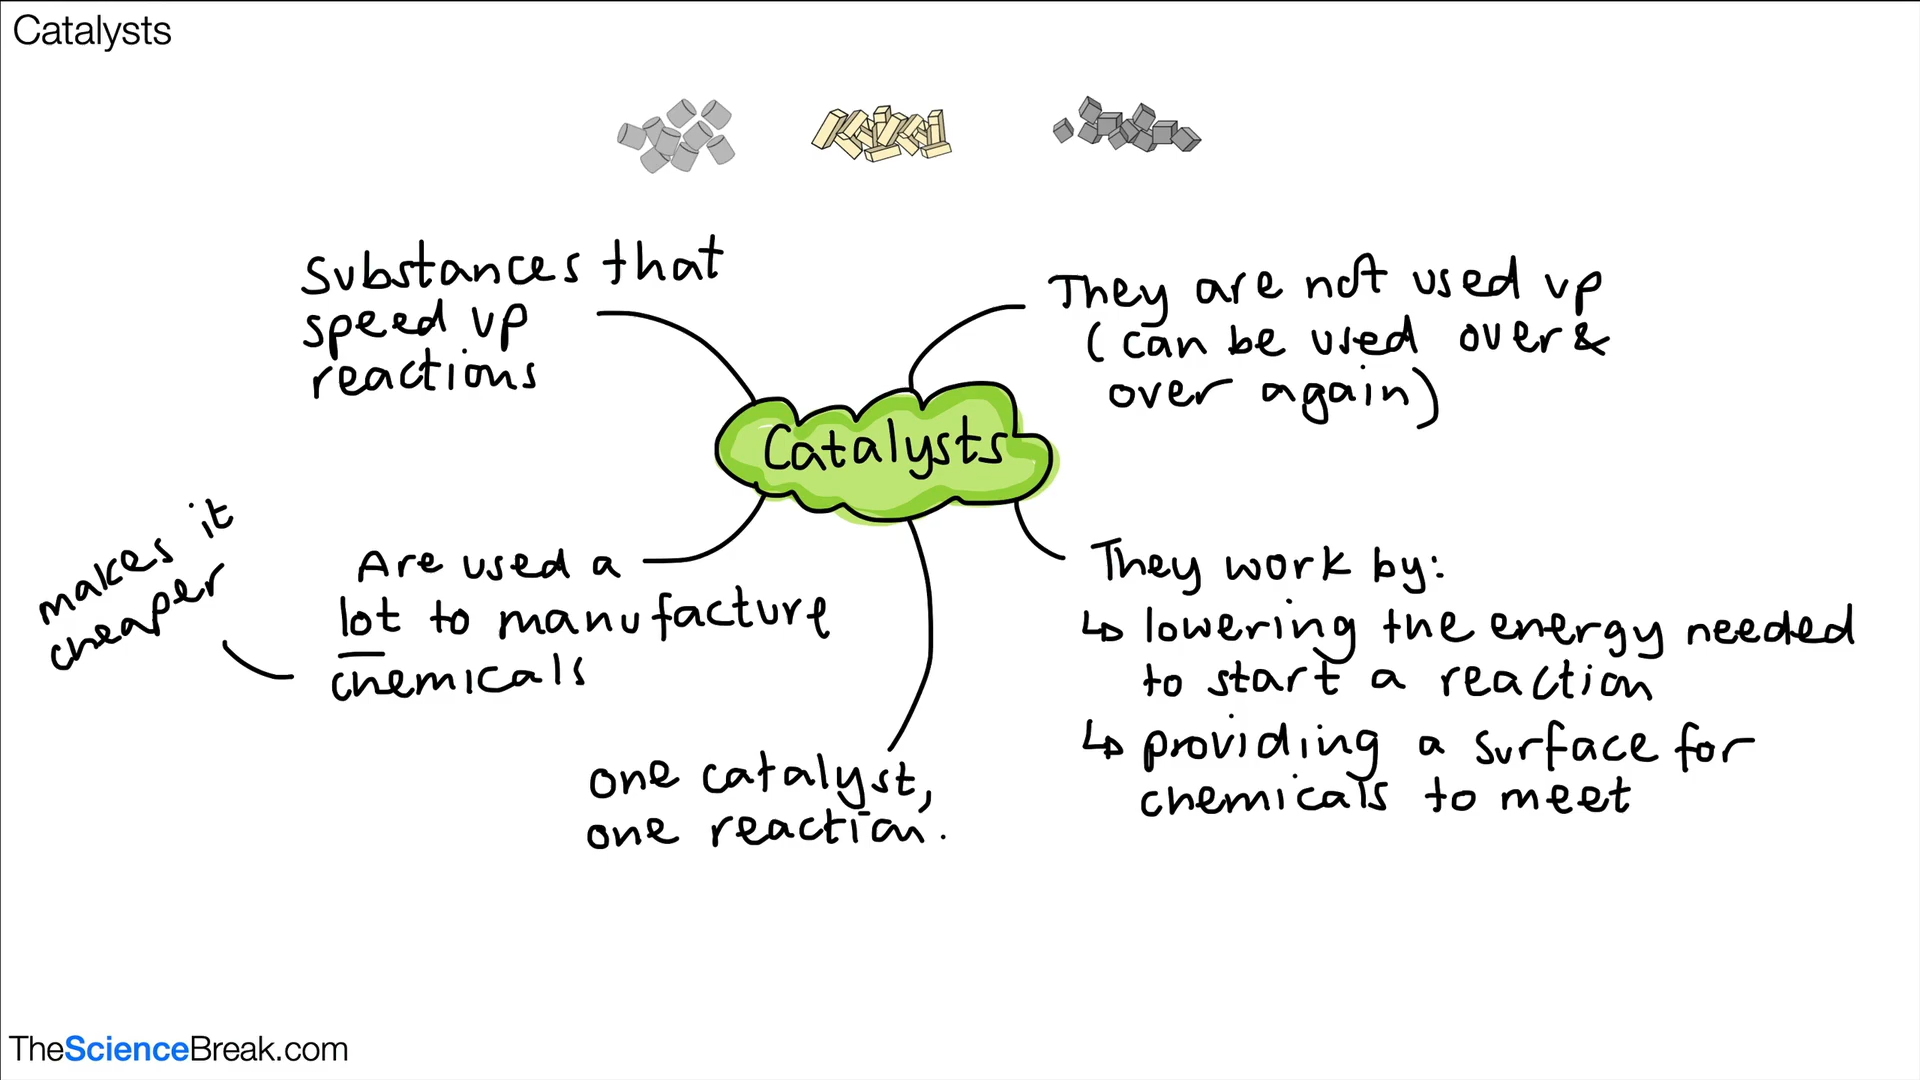 Catalysts
Substances that
speed up
reactions
They are not used up
(can be used over &
over again)
Catalysts
makes it
cheaper
Are used a
lot to manufacture
chemicals
They work by:
↳ lowering the energy needed
to start a reaction
↳ providing a surface for
chemicals to meet
one catalyst,
one reaction.
TheScienceBreak.com